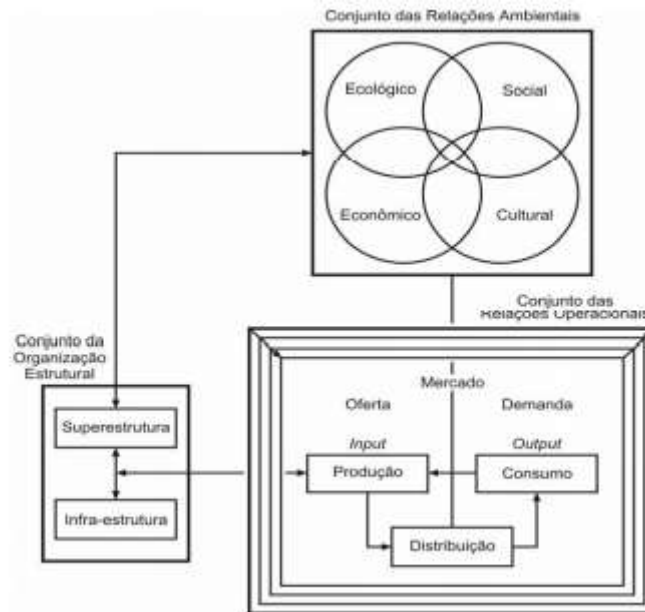 Conjunto das Relações Ambientais
Ecológico
Social
Econômico
Cultural
Conjunto das
Relações Operacionais
Conjunto da
Organização
Estrutural
Superestrutura
Infra-estrutura
Mercado
Oferta
Demanda
Input
Output
Produção
Consumo
Distribuição